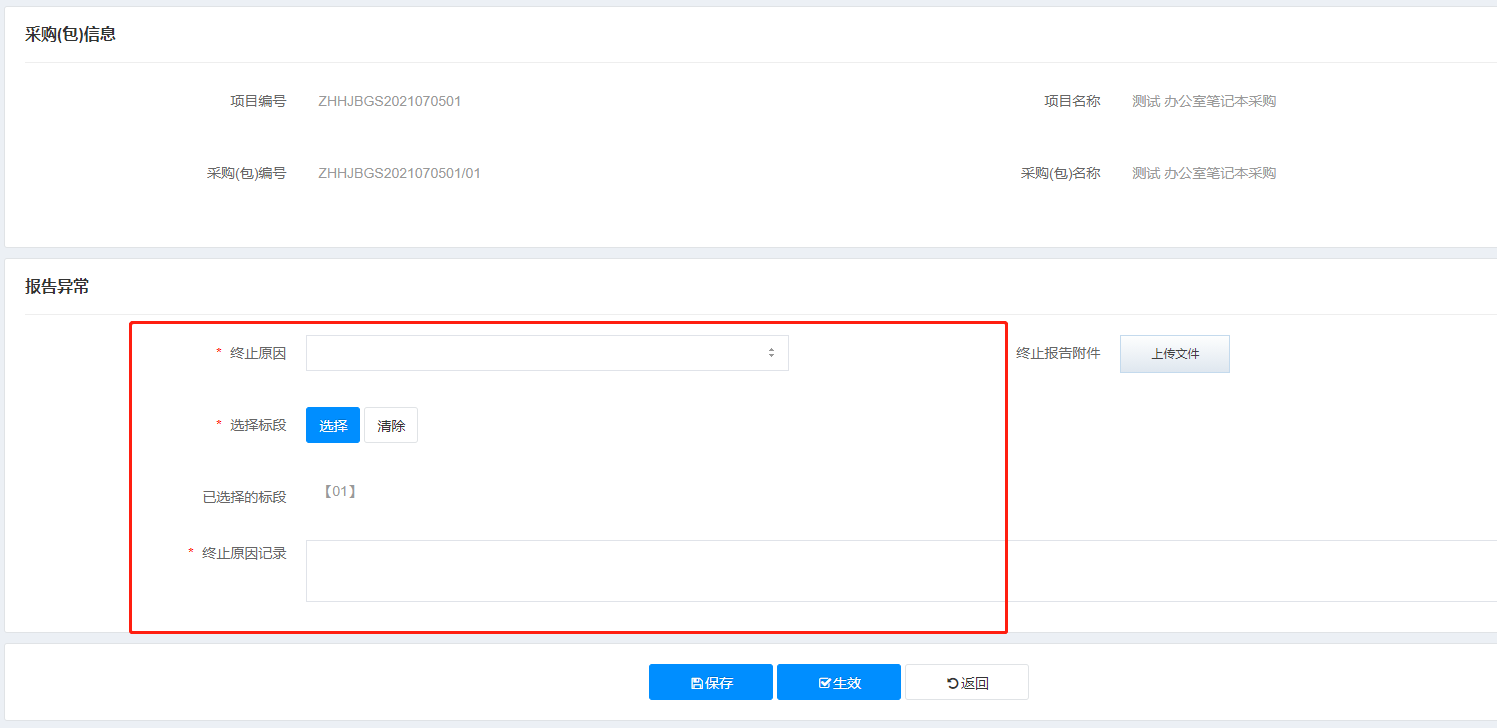 采购(包)信息
项目编号 ZHHJBGS2021070501 项目名称 测试 办公室笔记本采购
采购(包)编号 ZHHJBGS2021070501/01 采购(包)名称 测试 办公室笔记本采购
报告异常
* 终止原因 终止报告附件 上传文件
* 选择标段 选择 清除
已选择的标段 【01】
* 终止原因记录
保存 生效 返回